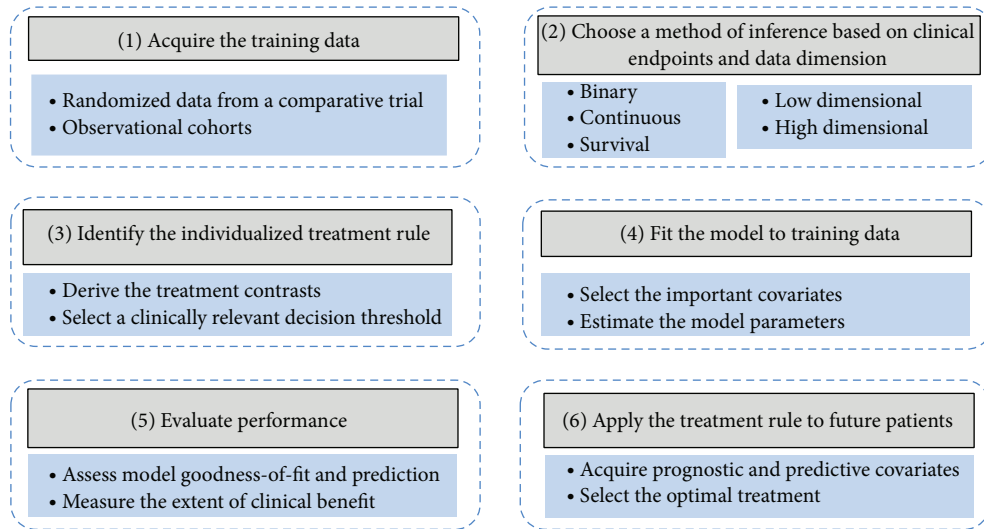 (1) Acquire the training data
• Randomized data from a comparative trial
• Observational cohorts
(2) Choose a method of inference based on clinical
endpoints and data dimension
• Binary
• Continuous
• Survival
• Low dimensional
• High dimensional
(3) Identify the individualized treatment rule
• Derive the treatment contrasts
• Select a clinically relevant decision threshold
(4) Fit the model to training data
• Select the important covariates
• Estimate the model parameters
(5) Evaluate performance
• Assess model goodness-of-fit and prediction
• Measure the extent of clinical benefit
(6) Apply the treatment rule to future patients
• Acquire prognostic and predictive covariates
• Select the optimal treatment